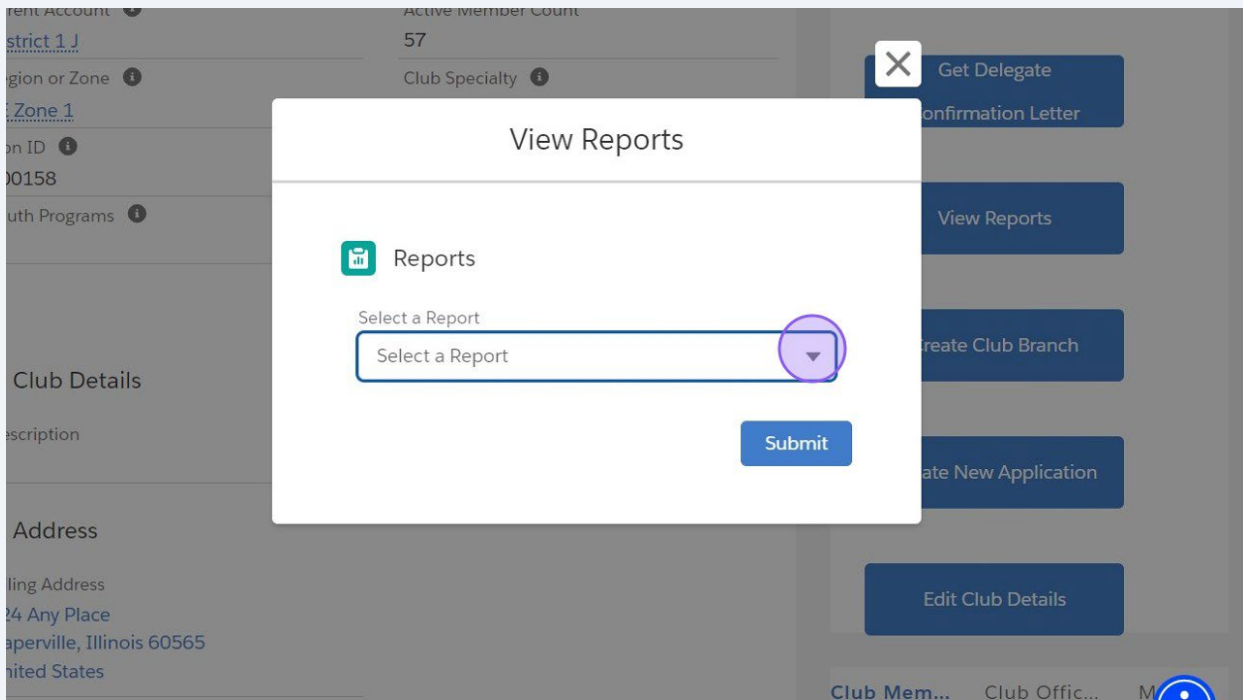 rent Account
strict 1 J
egion or Zone
Zone 1
on ID
00158
uth Programs
Club Details
escription
Address
ling Address
24 Any Place
aperville, Illinois 60565
nited States
Active Member Count
57
Club Specialty
View Reports
Reports
Select a Report
Select a Report
Submit
Get Delegate
onfirmation Letter
View Reports
reate Club Branch
ate New Application
Edit Club Details
Club Mem... Club Offic... M